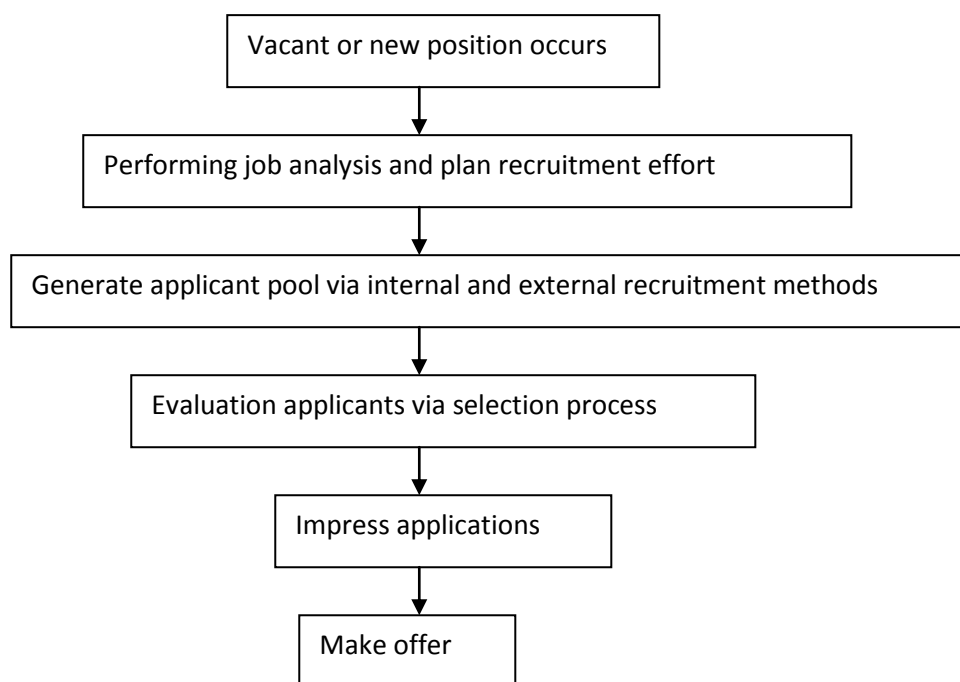 Vacant or new position occurs
Performing job analysis and plan recruitment effort
Generate applicant pool via internal and external recruitment methods
Evaluation applicants via selection process
Impress applications
Make offer